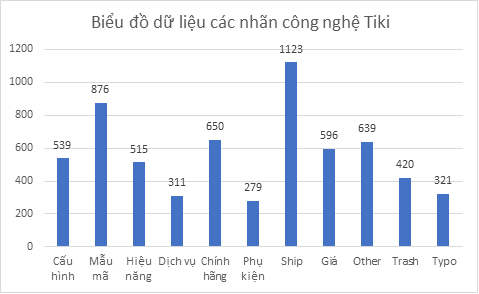 Biểu đồ dữ liệu các nhãn công nghệ Tiki
1200
1000
800
600
400
200
0
539
876
515
311
650
279
1123
596
639
420
321
Cấu
hình
Mẫu
mã
Hiệu
năng
Dịch vụ
Chính
hãng
Phụ
kiện
Ship
Giá
Other
Trash
Typo